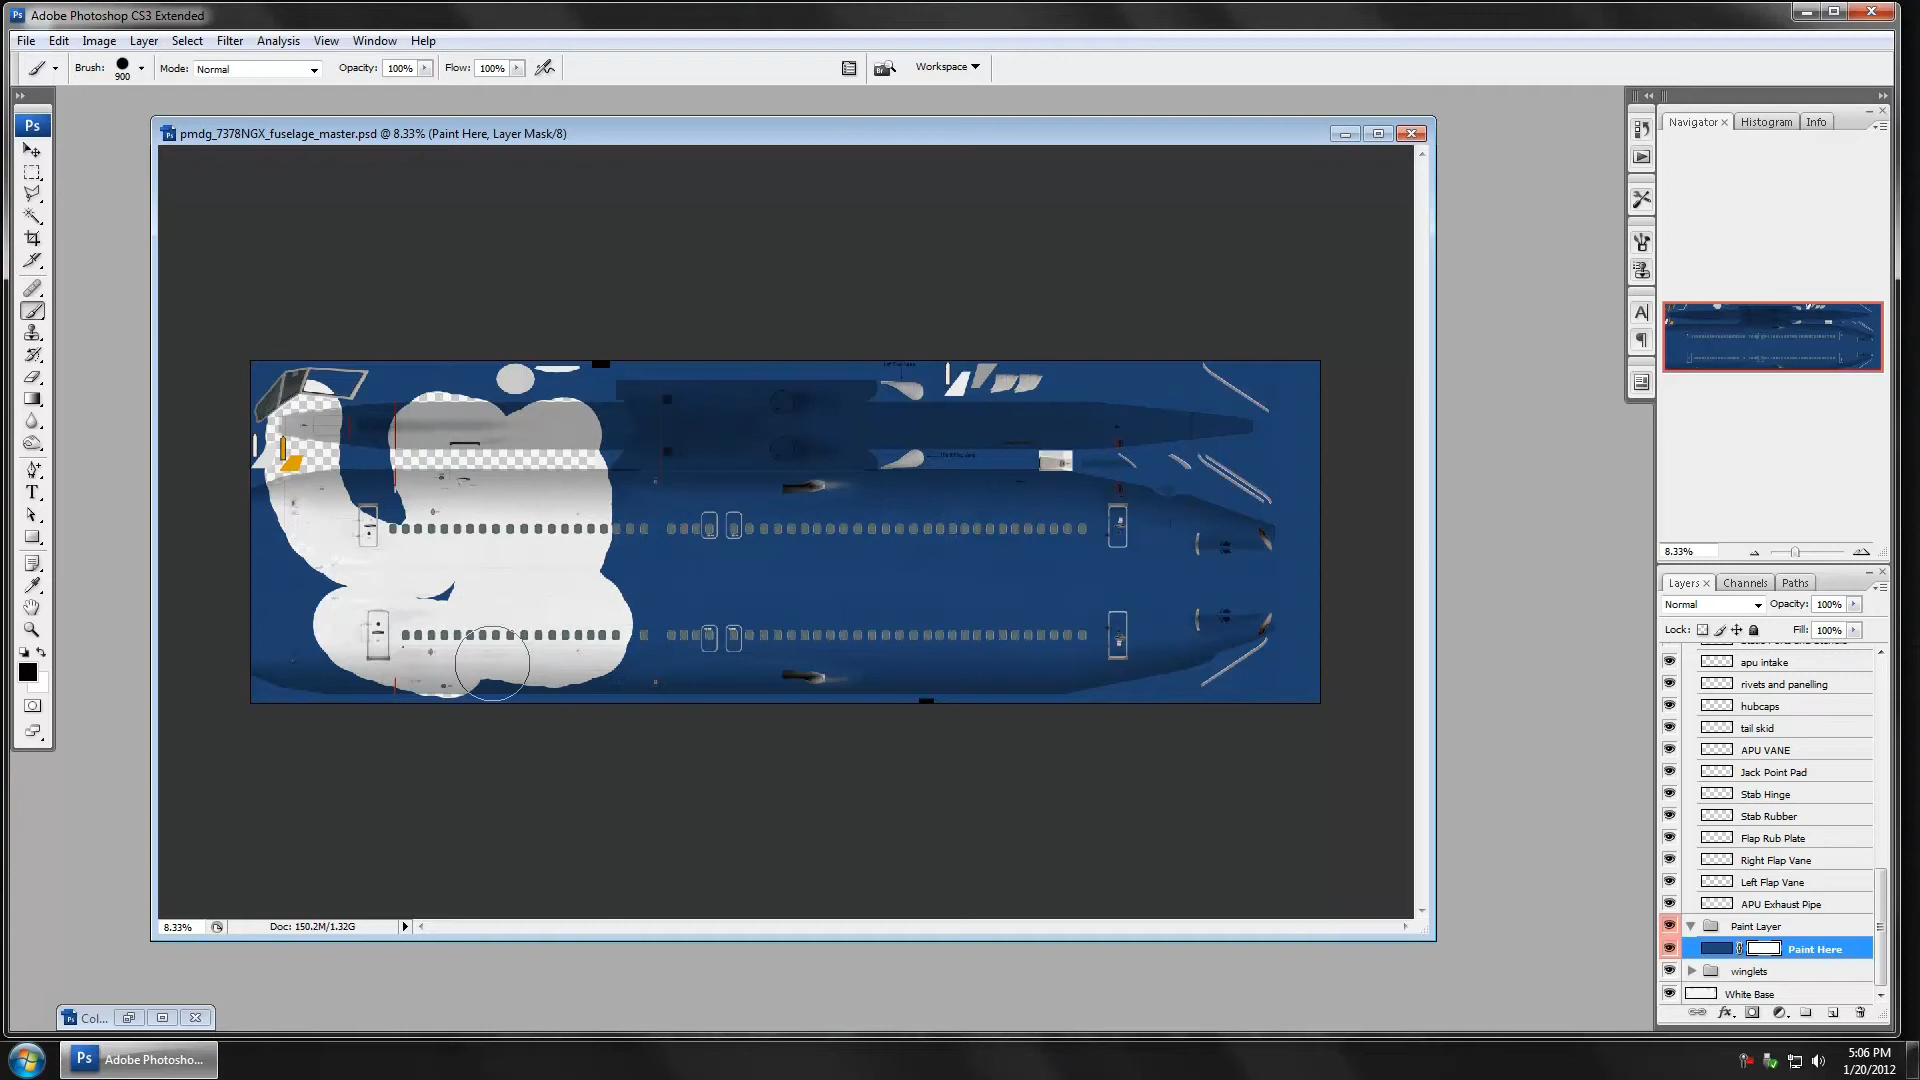 Ps Adobe Photoshop CS3 Extended
File Edit Image Layer Select Filter Analysis View Window Help
Brush: 900 Mode: Normal Opacity: 100% Flow: 100% Br Workspace
Ps
pmdg_7378NGX_fuselage_master.psd @ 8.33% (Paint Here, Layer Mask/8)
Navigator Histogram Info
8.33%
Layers Channels Paths
Normal Opacity: 100%
Lock: Fill: 100%
apu intake
rivets and panelling
hubcaps
tail skid
APU VANE
Jack Point Pad
Stab Hinge
Stab Rubber
Flap Rub Plate
Right Flap Vane
Left Flap Vane
APU Exhaust Pipe
Paint Layer
Paint Here
winglets
White Base
8.33% Doc: 150.2M/1.32G
Col...
Ps Adobe Photosho...
5:06 PM
1/20/2012